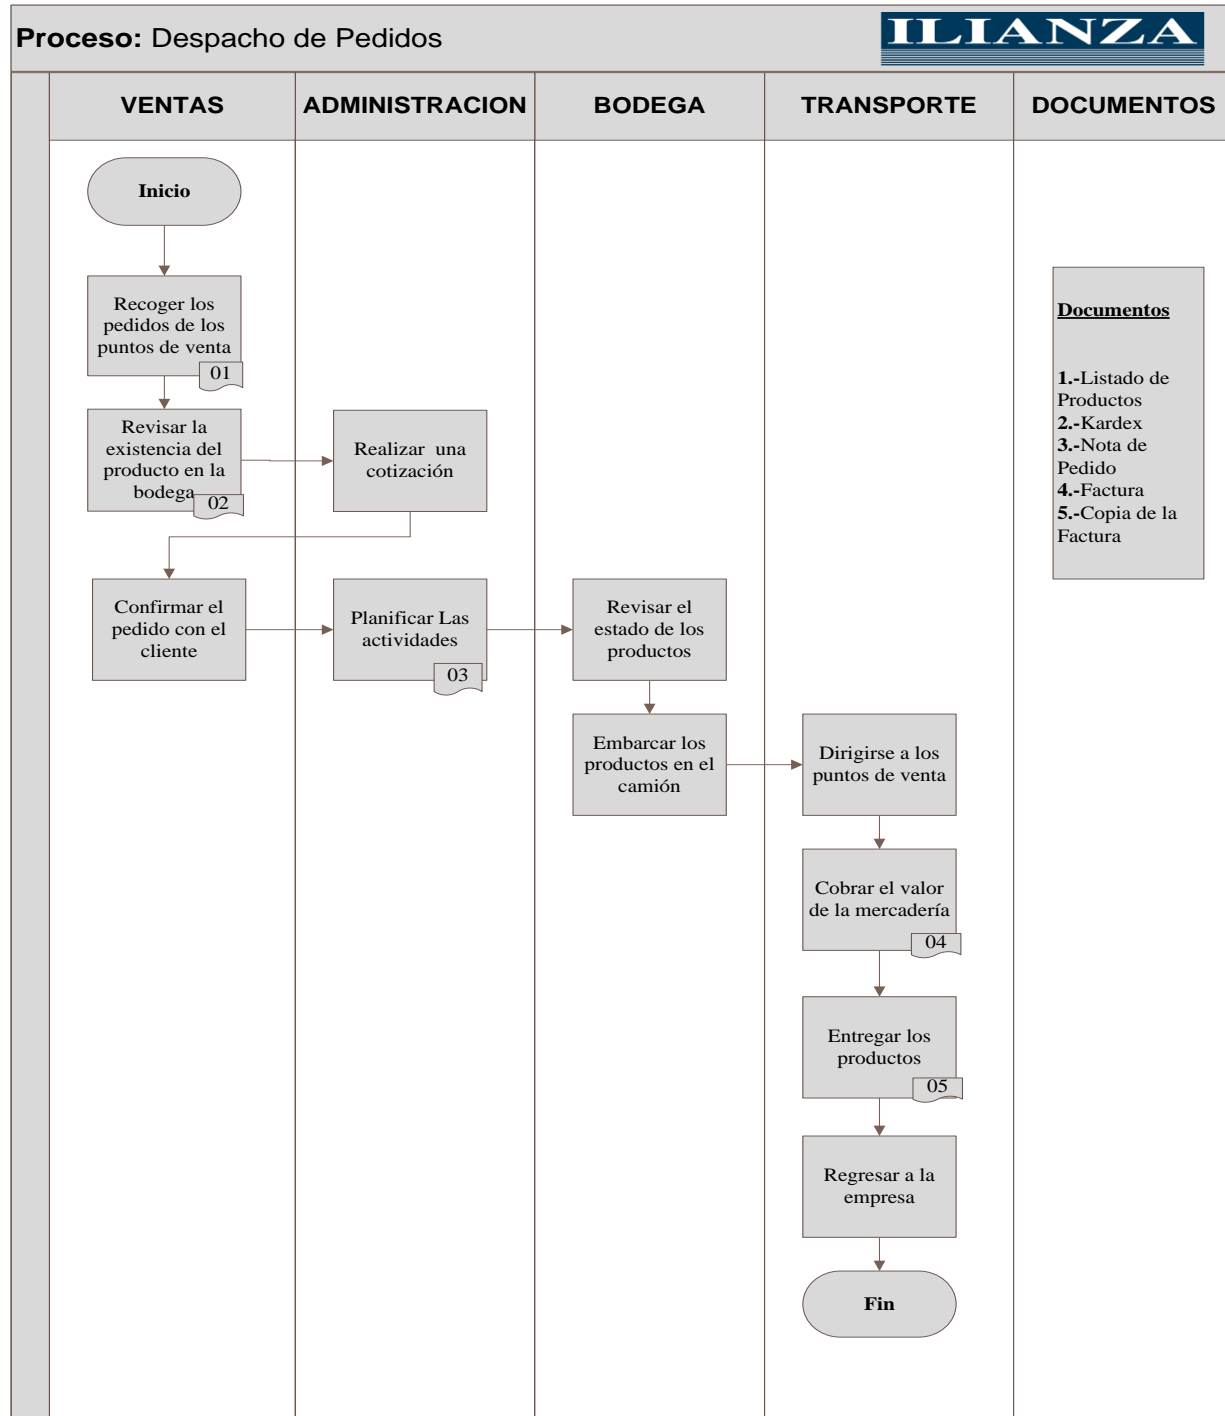 Proceso: Despacho de Pedidos
ILIANZA
VENTAS
ADMINISTRACION
BODEGA
TRANSPORTE
DOCUMENTOS
Inicio
Recoger los
pedidos de los
puntos de venta
01
Revisar la
existencia del
producto en la
bodega
02
Realizar una
cotización
Confirmar el
pedido con el
cliente
Planificar Las
actividades
03
Revisar el
estado de los
productos
Embarcar los
productos en el
camión
Dirigirse a los
puntos de venta
Cobrar el valor
de la mercadería
04
Entregar los
productos
05
Regresar a la
empresa
Fin
Documentos
1.-Listado de
Productos
2.-Kardex
3.-Nota de
Pedido
4.-Factura
5.-Copia de la
Factura